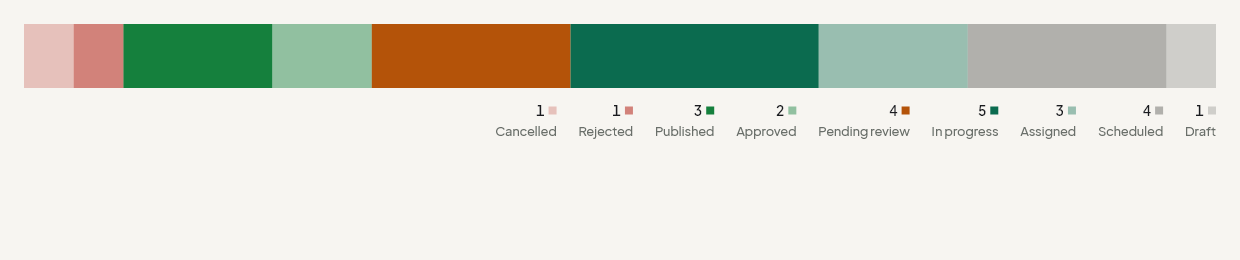 1 Cancelled
1 Rejected
3 Published
2 Approved
4 Pending review
5 In progress
3 Assigned
4 Scheduled
1 Draft